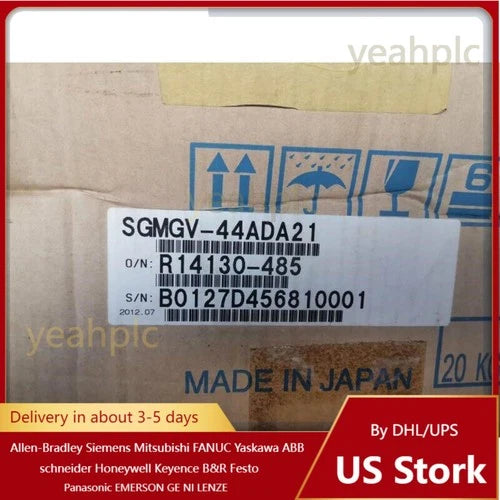 yeahplc
6
SGMGV-44ADA21
O/N: R14130-485
S/N: B0127D456810001
2012.07
yeahplc
MADE IN JAPAN
20 K
Delivery in about 3-5 days
By DHL/UPS
Allen-Bradley Siemens Mitsubishi FANUC Yaskawa ABB
schneider Honeywell Keyence B&R Festo
Panasonic EMERSON GE NI LENZE
US Stork